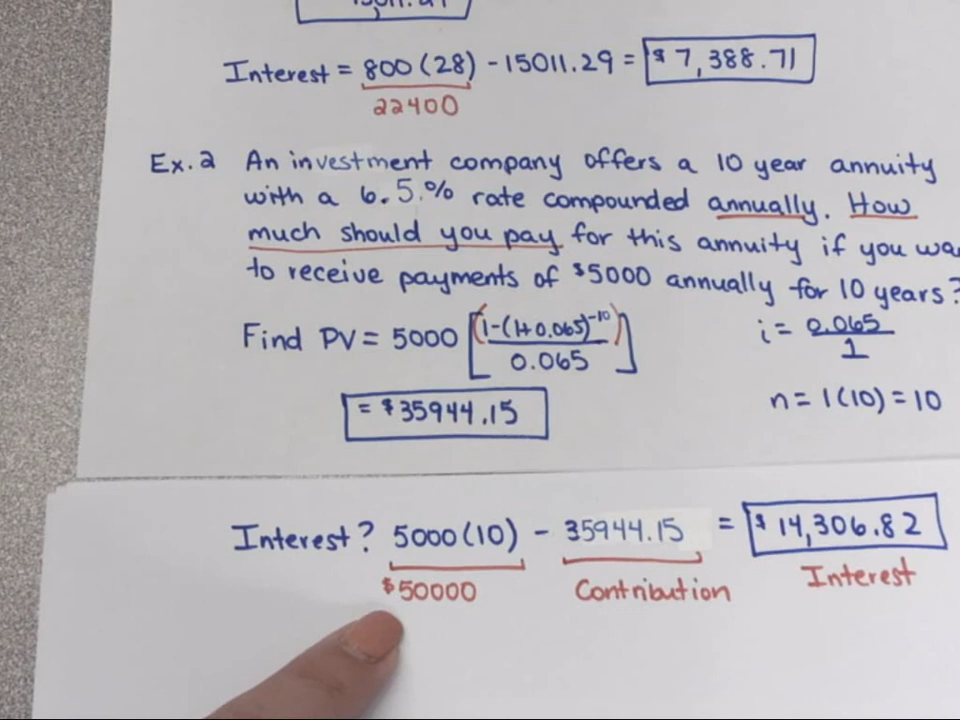 Interest = 800(28) - 15011.29 = $7,388.71
22400
Ex.2 An investment company offers a 10 year annuity
with a 6.5% rate compounded annually. How
much should you pay for this annuity if you
to receive payments of $5000 annually for 10 years?
Find PV = 5000 [(1-(1+0.065)^-10)/0.065]
i = 0.065/1
= $35944.15
n = 1(10) = 10
Interest? 5000(10) - 35944.15 = $14,306.82
$50000 Contribution Interest